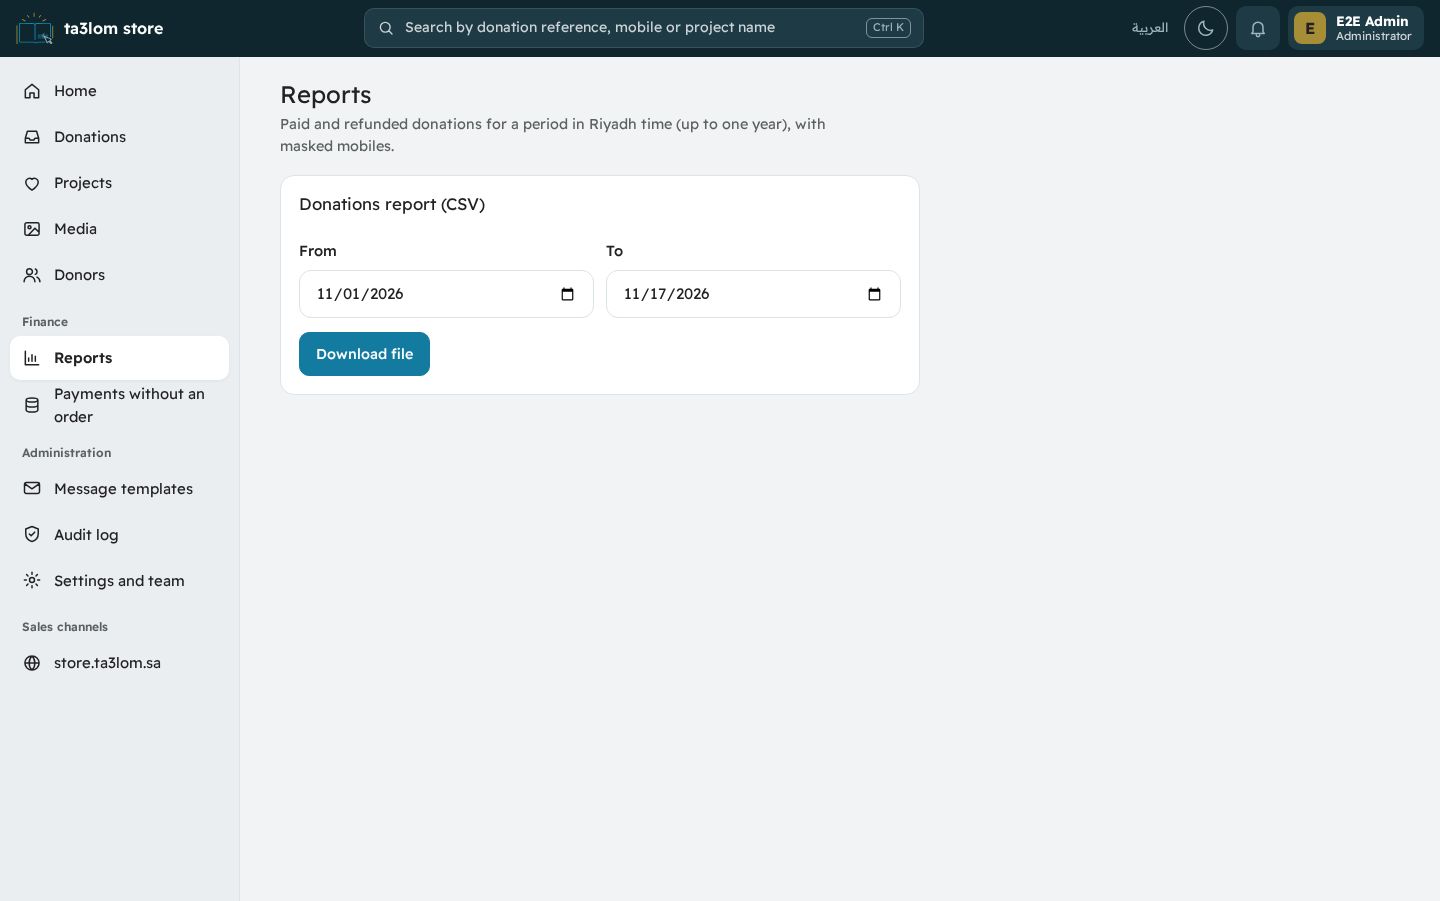 ta3lom store
Search by donation reference, mobile or project name
Ctrl K
العربية
E
E2E Admin
Administrator
Home
Donations
Projects
Media
Donors
Finance
Reports
Payments without an
order
Administration
Message templates
Audit log
Settings and team
Sales channels
store.ta3lom.sa
Reports
Paid and refunded donations for a period in Riyadh time (up to one year), with
masked mobiles.
Donations report (CSV)
From
To
11/01/2026
11/17/2026
Download file